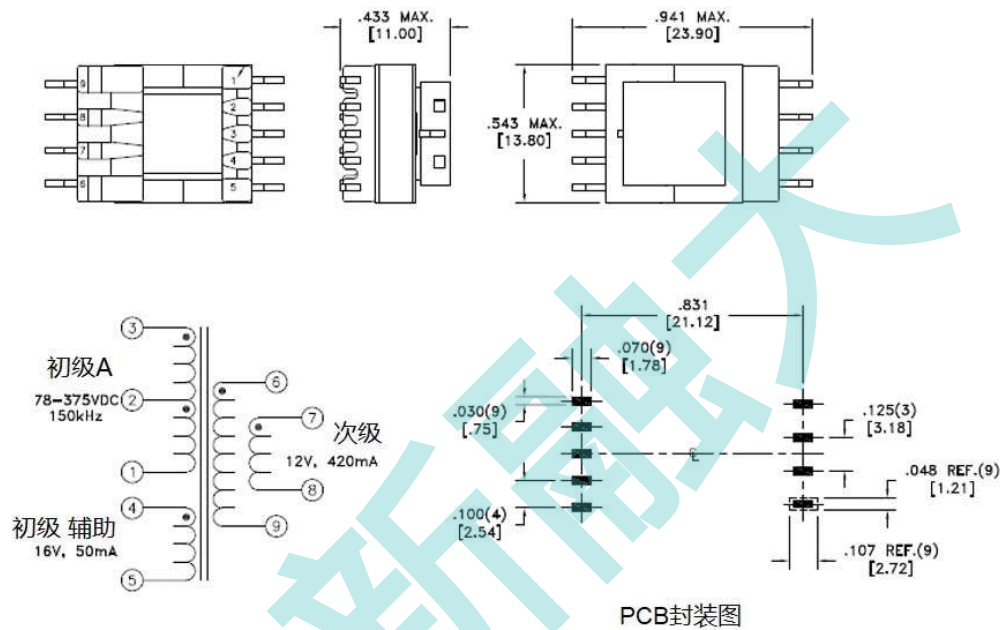 .433 MAX.
[11.00]
.941 MAX.
[23.90]
.543 MAX.
[13.80]
9
8
7
6
1
2
3
4
5
3
初级A
78-375VDC
150kHz
2
1
4
初级 辅助
16V, 50mA
5
6
7
次级
12V, 420mA
8
9
.831
[21.12]
.070(9)
[1.78]
.030(9)
[.75]
.125(3)
[3.18]
.048 REF.(9)
[1.21]
.100(4)
[2.54]
.107 REF.(9)
[2.72]
℄
PCB封装图
新融大